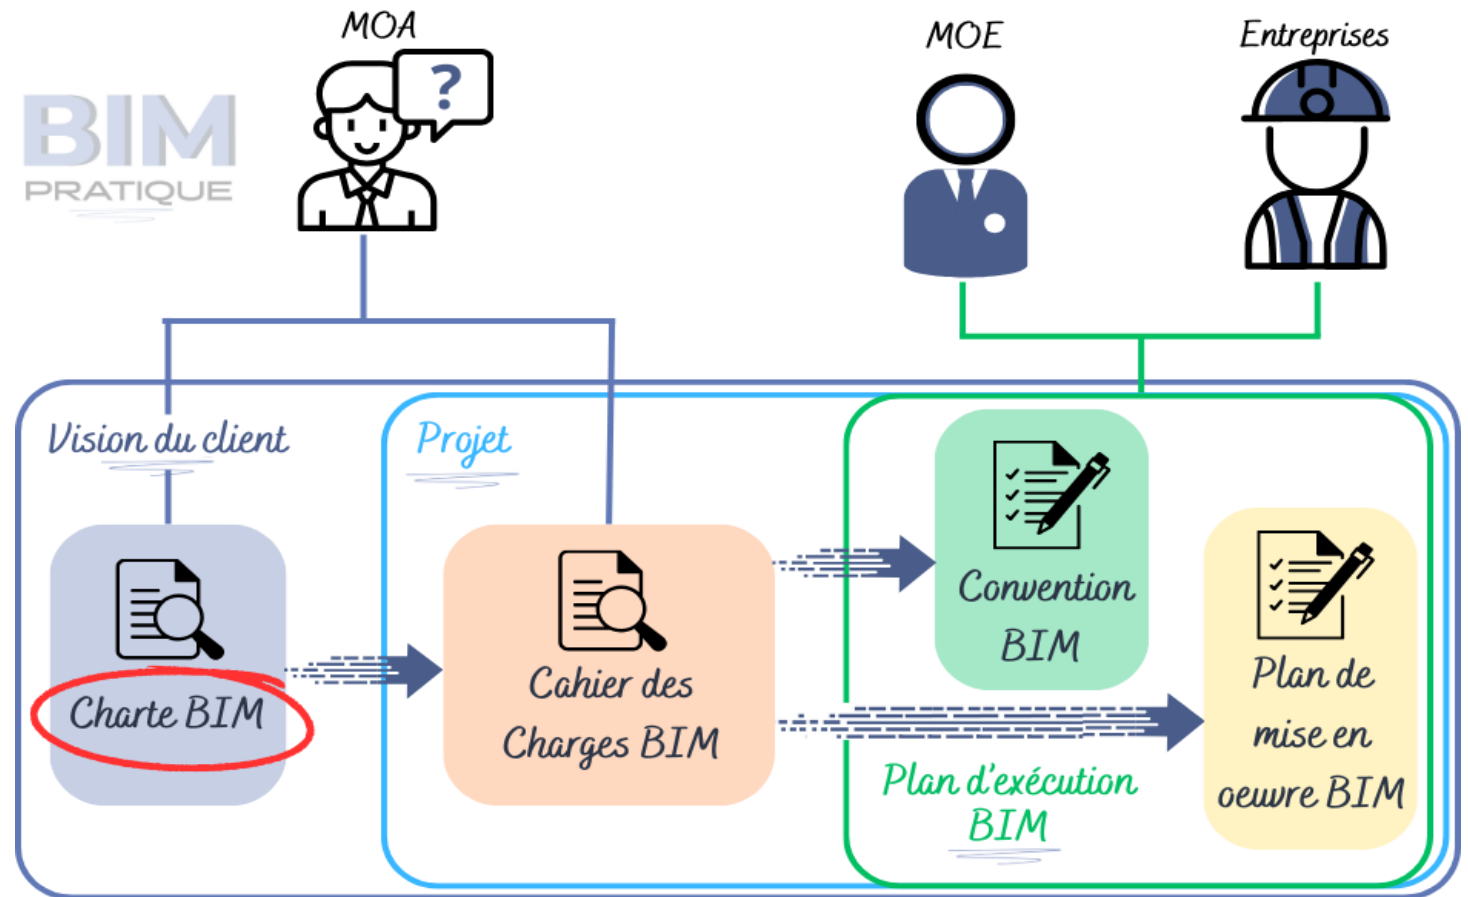 MOA
MOE
Entreprises
?
BIM
PRATIQUE
Vision du client
Projet
Charte BIM
Cahier des
Charges BIM
Convention
BIM
Plan de
mise en
oeuvre BIM
Plan d'exécution
BIM